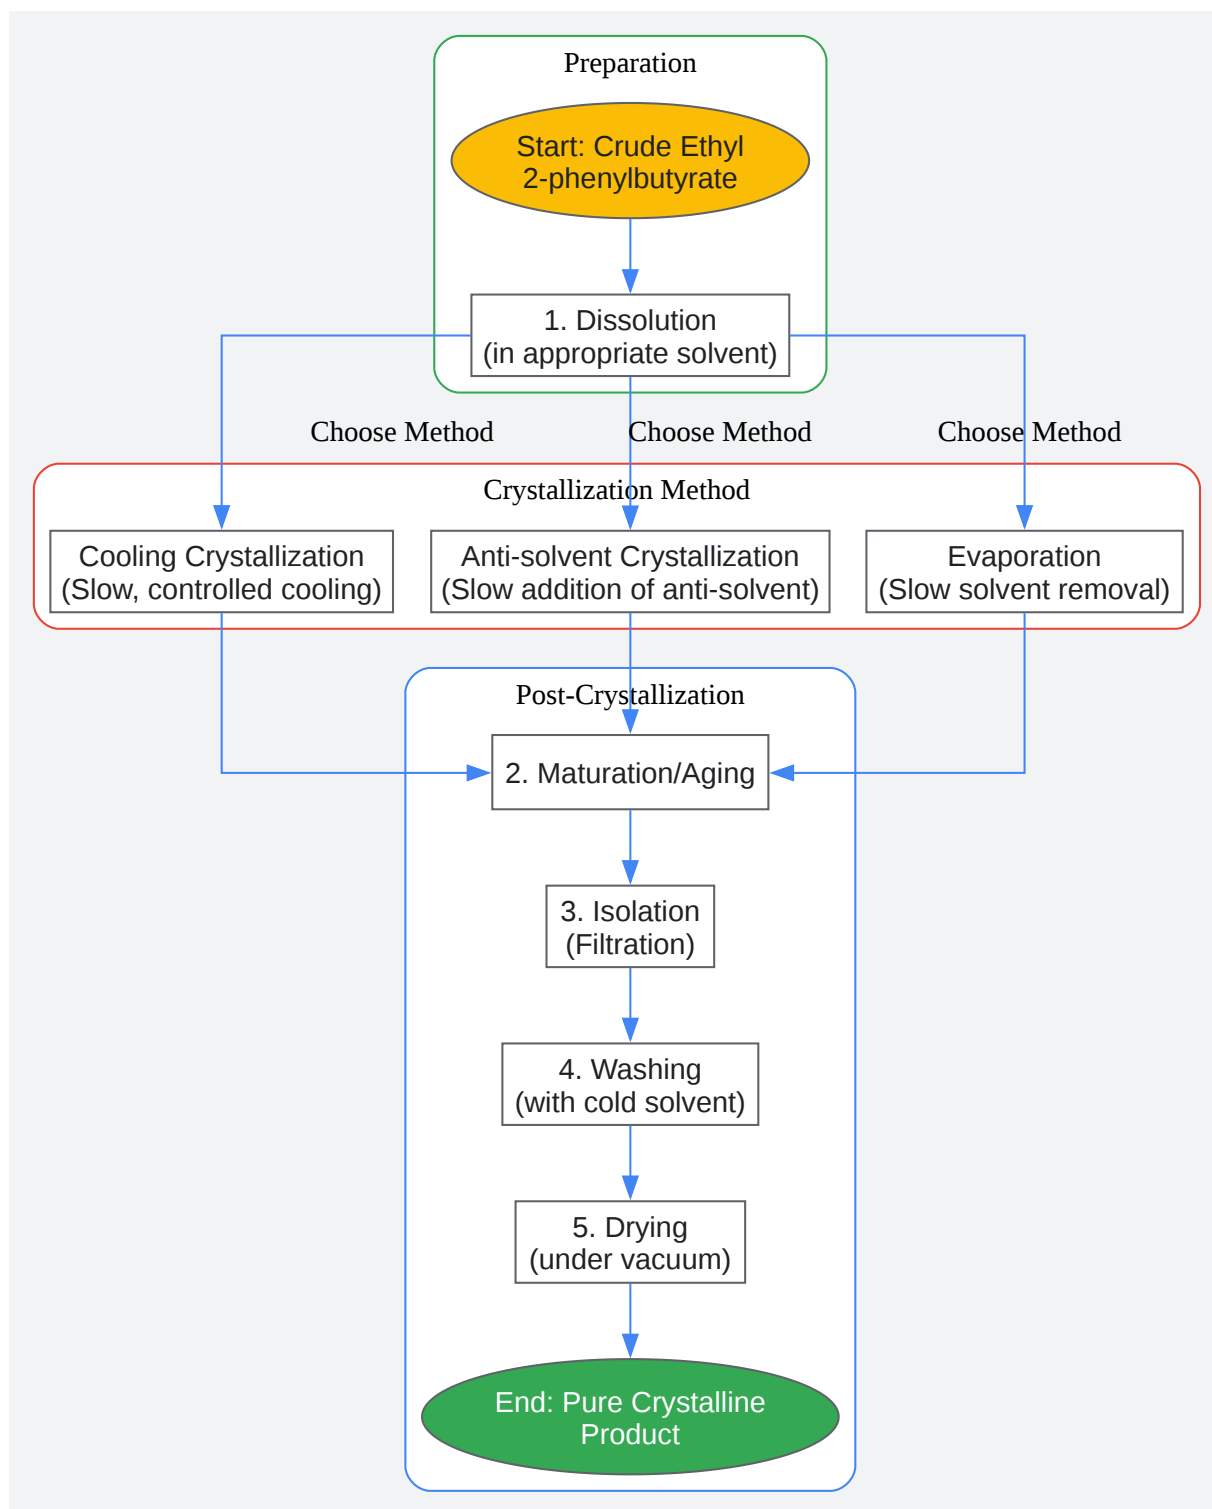 Preparation
Start: Crude Ethyl
2-phenylbutyrate
1. Dissolution
(in appropriate solvent)
Choose Method
Choose Method
Choose Method
Crystallization Method
Cooling Crystallization
(Slow, controlled cooling)
Anti-solvent Crystallization
(Slow addition of anti-solvent)
Evaporation
(Slow solvent removal)
Post-Crystallization
2. Maturation/Aging
3. Isolation
(Filtration)
4. Washing
(with cold solvent)
5. Drying
(under vacuum)
End: Pure Crystalline
Product